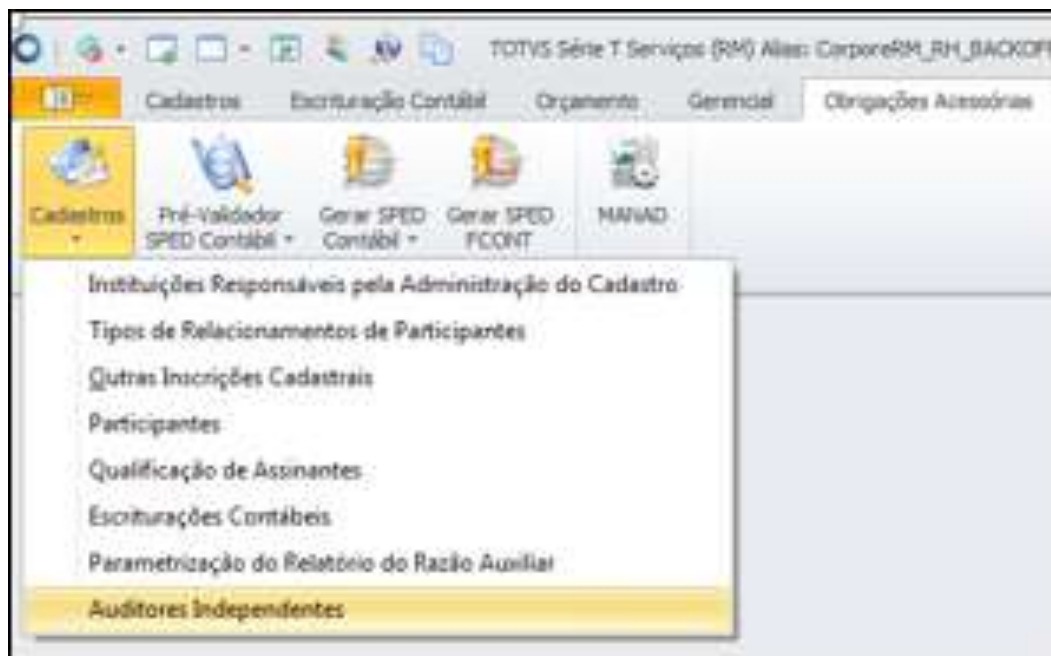 TOTVS Série T Serviços (RM) Alias: CorporeRM_RH_BACKOF
Cadastros Escrituração Contábil Orçamento Gerencial Obrigações Acessórias
Cadastros Pré-Validador SPED Contábil Gerar SPED Contábil Gerar SPED FCONT MANAD
Instituições Responsáveis pela Administração do Cadastro
Tipos de Relacionamentos de Participantes
Outras Inscrições Cadastrais
Participantes
Qualificação de Assinantes
Escriturações Contábeis
Parametrização do Relatório do Razão Auxiliar
Auditores Independentes